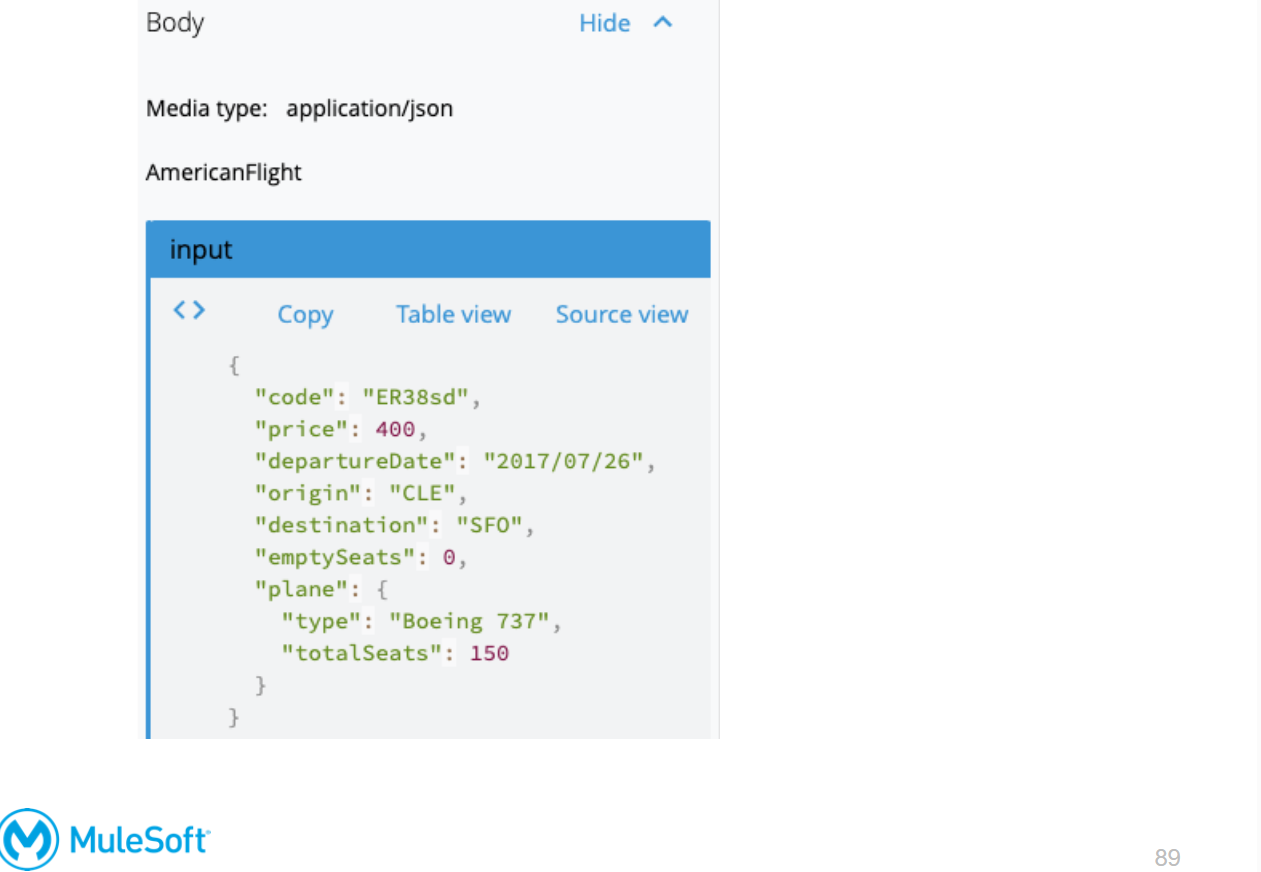 Body Hide
Media type: application/json
AmericanFlight
input
<> Copy Table view Source view
{
"code": "ER38sd",
"price": 400,
"departureDate": "2017/07/26",
"origin": "CLE",
"destination": "SFO",
"emptySeats": 0,
"plane": {
"type": "Boeing 737",
"totalSeats": 150
}
}
MuleSoft
89